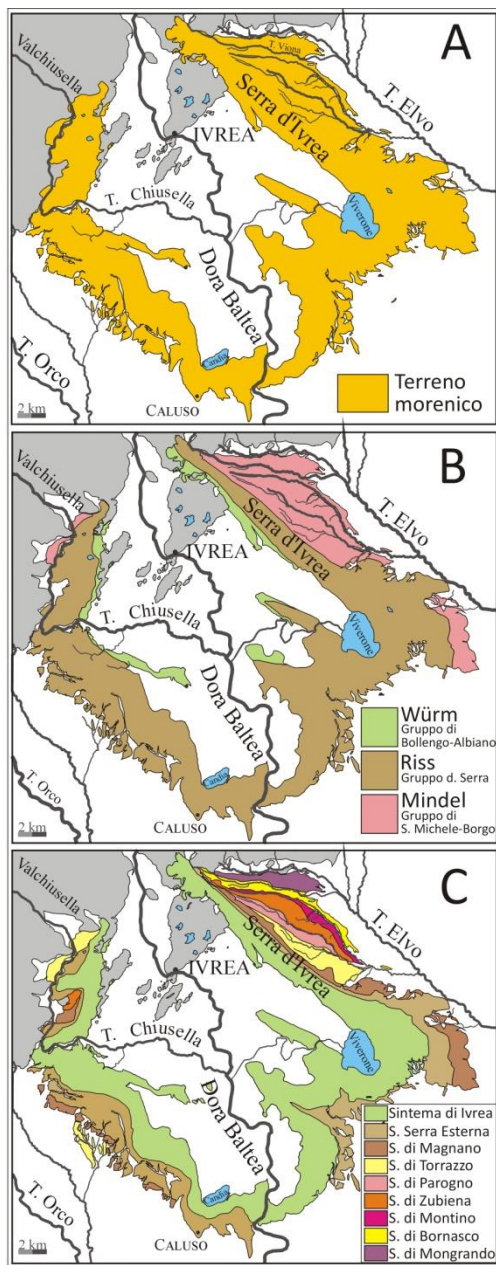 A
Valchiusella
T. Viona
T. Elvo
Serra d'Ivrea
IVREA
T. Chiusella
Viverone
Dora Baltea
T. Orco
Candia
2 km
CALUSO
Terreno
morenico
B
Valchiusella
T. Elvo
Serra d'Ivrea
IVREA
T. Chiusella
Viverone
Dora Baltea
Würm
Gruppo di
Bollengo-Albiano
Riss
Gruppo d. Serra
Mindel
Gruppo di
S. Michele-Borgo
T. Orco
Candia
2 km
CALUSO
C
Valchiusella
T. Elvo
Serra d'Ivrea
IVREA
T. Chiusella
Viverone
Dora Baltea
Sintema di Ivrea
S. Serra Esterna
S. di Magnano
S. di Torrazzo
S. di Parogno
S. di Zubiena
S. di Montino
S. di Bornasco
S. di Mongrando
T. Orco
Candia
2 km
CALUSO